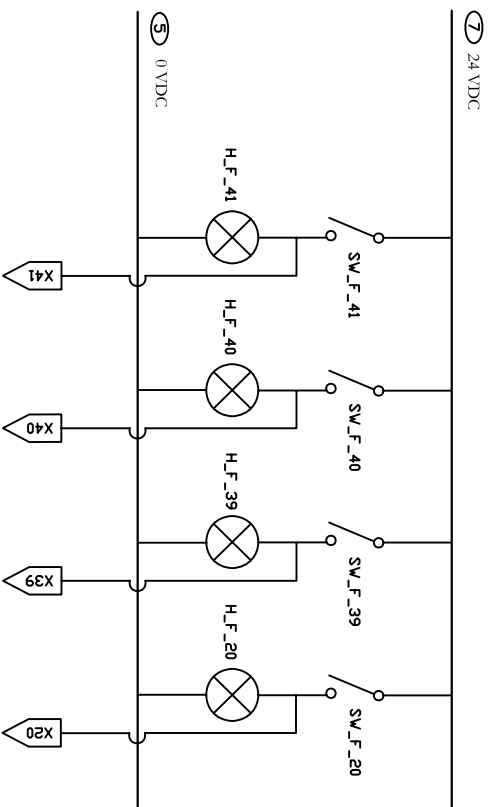 7 24 VDC
5 0 VDC
H_F_41
SW_F_41
X41
H_F_40
SW_F_40
X40
H_F_39
SW_F_39
X39
H_F_20
SW_F_20
X20